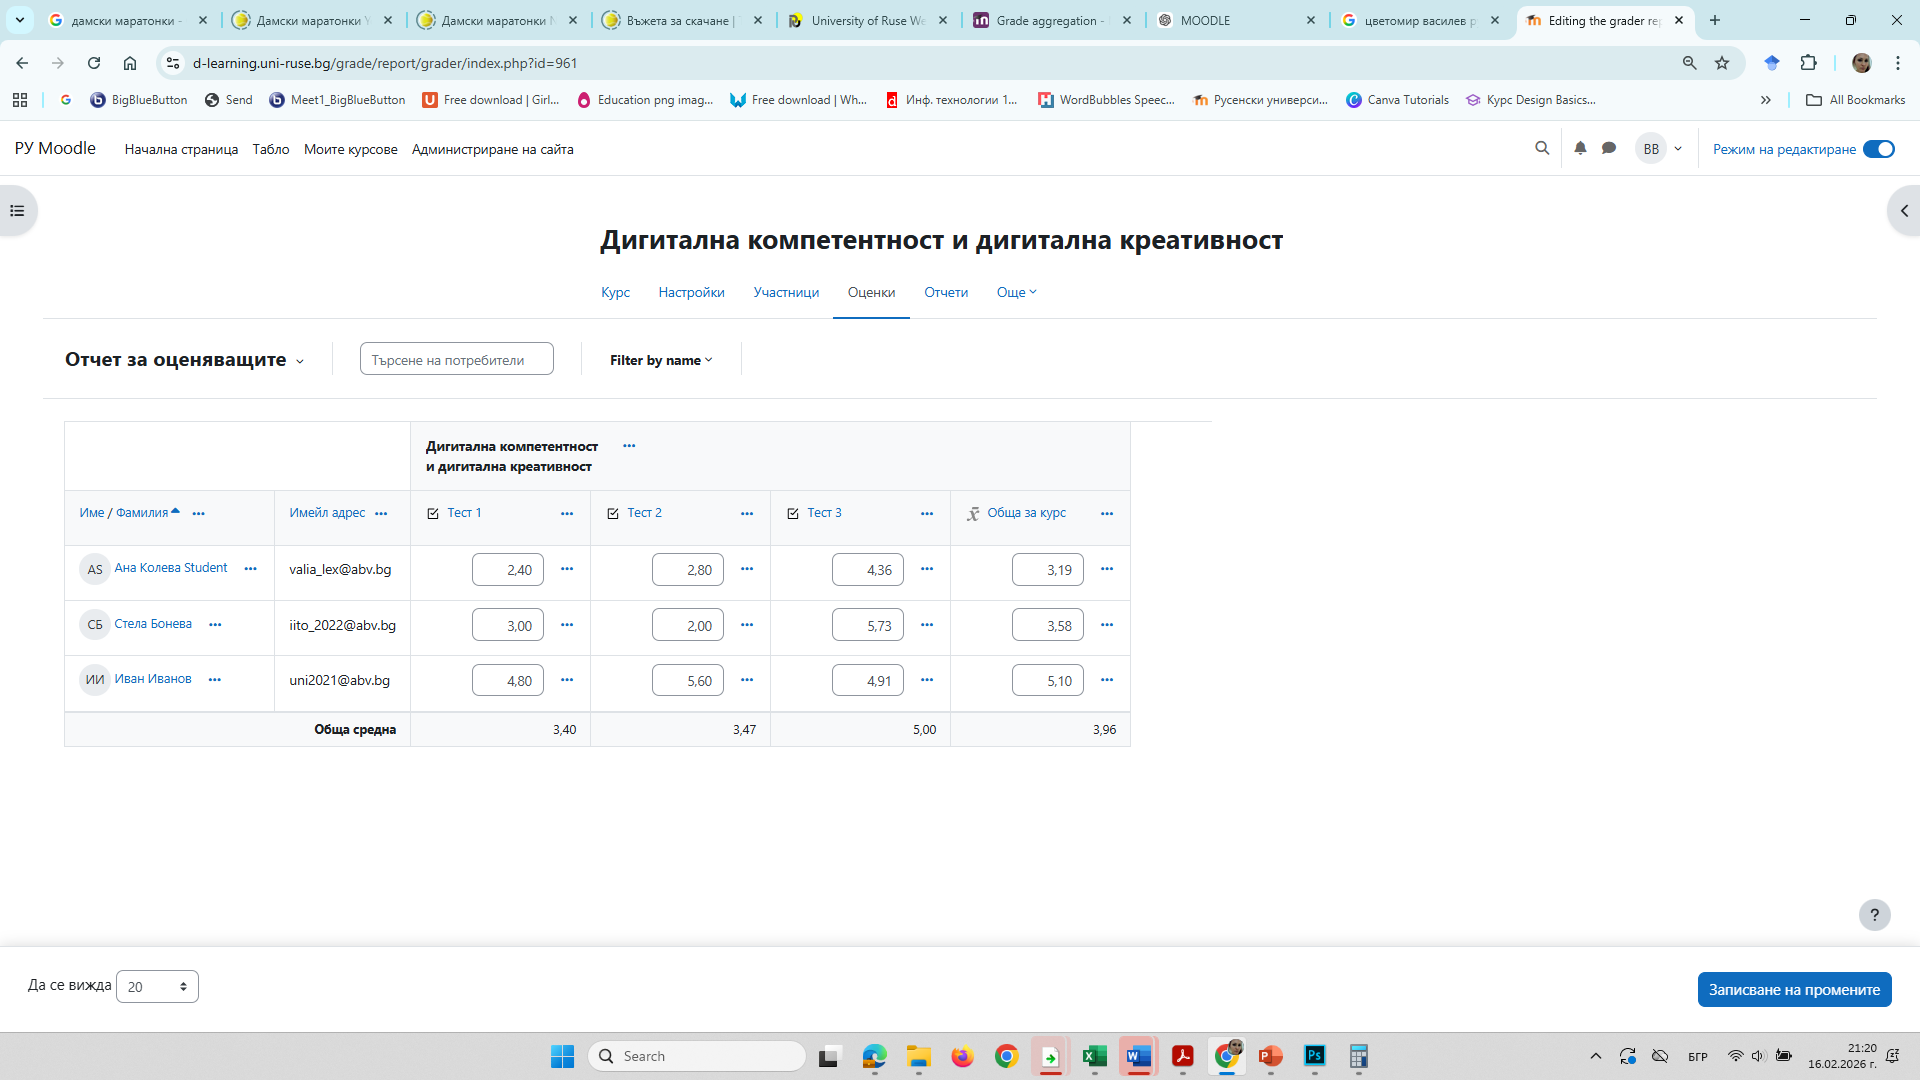 дамски маратонки -
Дамски маратонки
Дамски маратонки
Въжета за скачане |
University of Ruse We
Grade aggregation -
MOODLE
цветомир василев р
Editing the grader rep
d-learning.uni-ruse.bg/grade/report/grader/index.php?id=961
BigBlueButton
Send
Meet1_BigBlueButton
Free download | Girl...
Education png imag...
Free download | Wh...
Инф. технологии 1...
WordBubbles Speec...
Русенски универси...
Canva Tutorials
Курс Design Basics...
All Bookmarks
РУ Moodle
Начална страница
Табло
Моите курсове
Администриране на сайта
ВВ
Режим на редактиране
Дигитална компетентност и дигитална креативност
Курс
Настройки
Участници
Оценки
Отчети
Още
Отчет за оценяващите
Търсене на потребители
Filter by name
Дигитална компетентност
и дигитална креативност
Име / Фамилия
Имейл адрес
Тест 1
Тест 2
Тест 3
Обща за курс
AS Ана Колева Student valia_lex@abv.bg 2,40 2,80 4,36 3,19
СБ Стела Бонева iito_2022@abv.bg 3,00 2,00 5,73 3,58
ИИ Иван Иванов uni2021@abv.bg 4,80 5,60 4,91 5,10
Обща средна 3,40 3,47 5,00 3,96
?
Да се вижда 20
Записване на промените
Search
БГР
21:20
16.02.2026 г.